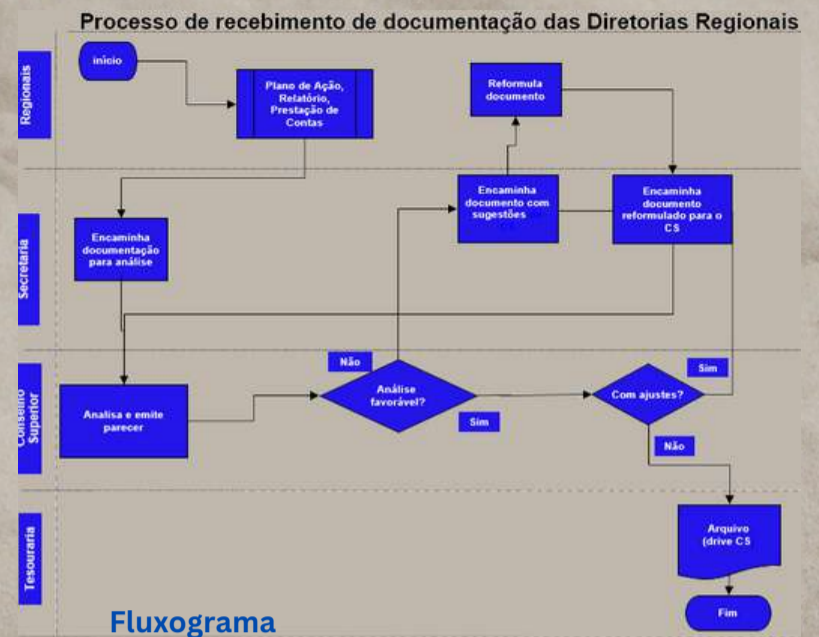 Processo de recebimento de documentação das Diretorias Regionais
início
Plano de Ação,
Relatório,
Prestação de
Contas
Reformula
documento
Regionais
Encaminha
documentação
para análise
Encaminha
documento com
sugestões
Encaminha
documento
reformulado para o
CS
Secretaria
Não
Análise
favorável?
Sim
Com ajustes?
Sim
Não
Analisa e emite
parecer
Conselho
Superior
Arquivo
(drive CS
Fim
Tesouraria
Fluxograma